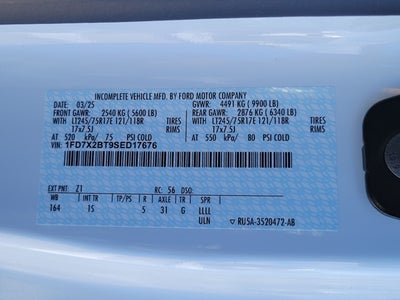 INCOMPLETE VEHICLE MFD. BY FORD MOTOR COMPANY
DATE: 03/25 GVWR: 4491 KG ( 9900 LB)
FRONT GAWR: 2540 KG ( 5600 LB) REAR GAWR: 2876 KG ( 6340 LB)
WITH LT245/75R17E 121/118R TIRES WITH LT245/75R17E 121/118R TIRES
17x7.5J RIMS 17x7.5J RIMS
AT 520 kPa/ 75 PSI COLD AT 550 kPa/ 80 PSI COLD
VIN: 1FD7X2BT9SED17676
EXT PNT: Z1 RC: 56 DSO:
WB INT TR TP/PS R AXLE TR SPR
164 1S 5 31 G LLLL
ULN RU5A-3520472-AB